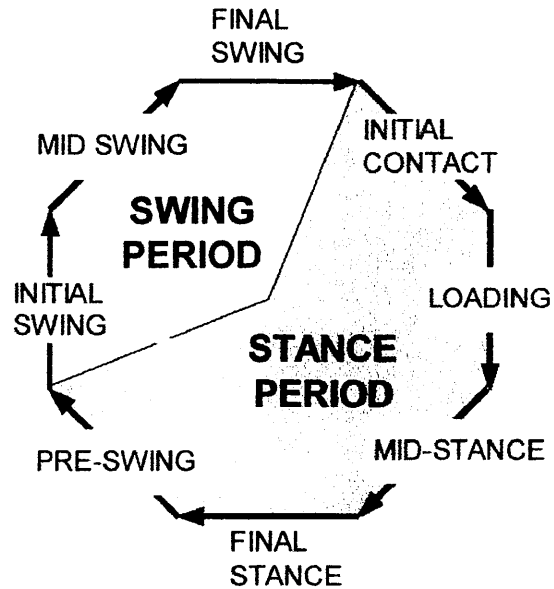 FINAL
SWING
MID SWING
INITIAL
CONTACT
SWING
PERIOD
INITIAL
SWING
LOADING
STANCE
PERIOD
PRE-SWING
MID-STANCE
FINAL
STANCE